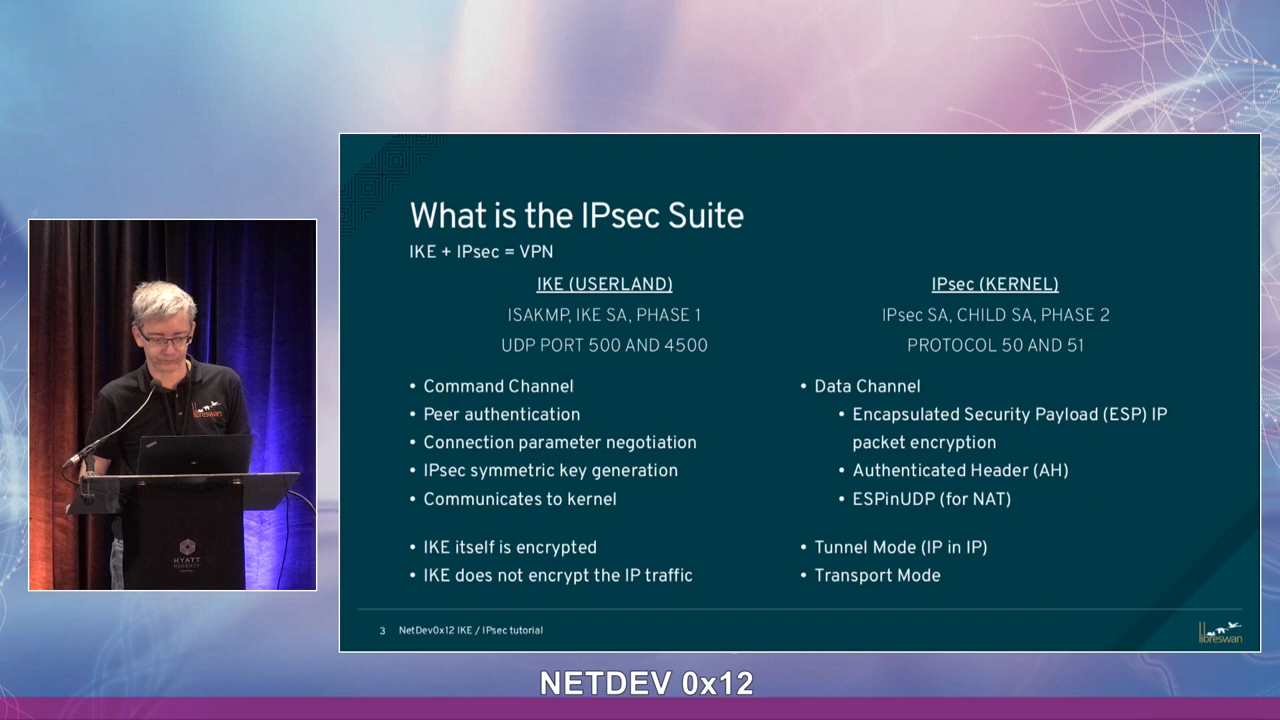 What is the IPsec Suite
IKE + IPsec = VPN
IKE (USERLAND)
ISAKMP, IKE SA, PHASE 1
UDP PORT 500 AND 4500
• Command Channel
• Peer authentication
• Connection parameter negotiation
• IPsec symmetric key generation
• Communicates to kernel
• IKE itself is encrypted
• IKE does not encrypt the IP traffic
IPsec (KERNEL)
IPsec SA, CHILD SA, PHASE 2
PROTOCOL 50 AND 51
• Data Channel
• Encapsulated Security Payload (ESP) IP
packet encryption
• Authenticated Header (AH)
• ESPinUDP (for NAT)
• Tunnel Mode (IP in IP)
• Transport Mode
3 NetDev0x12 IKE / IPsec tutorial
libreswan
libreswan
HYATT
REGENCY
NETDEV 0x12